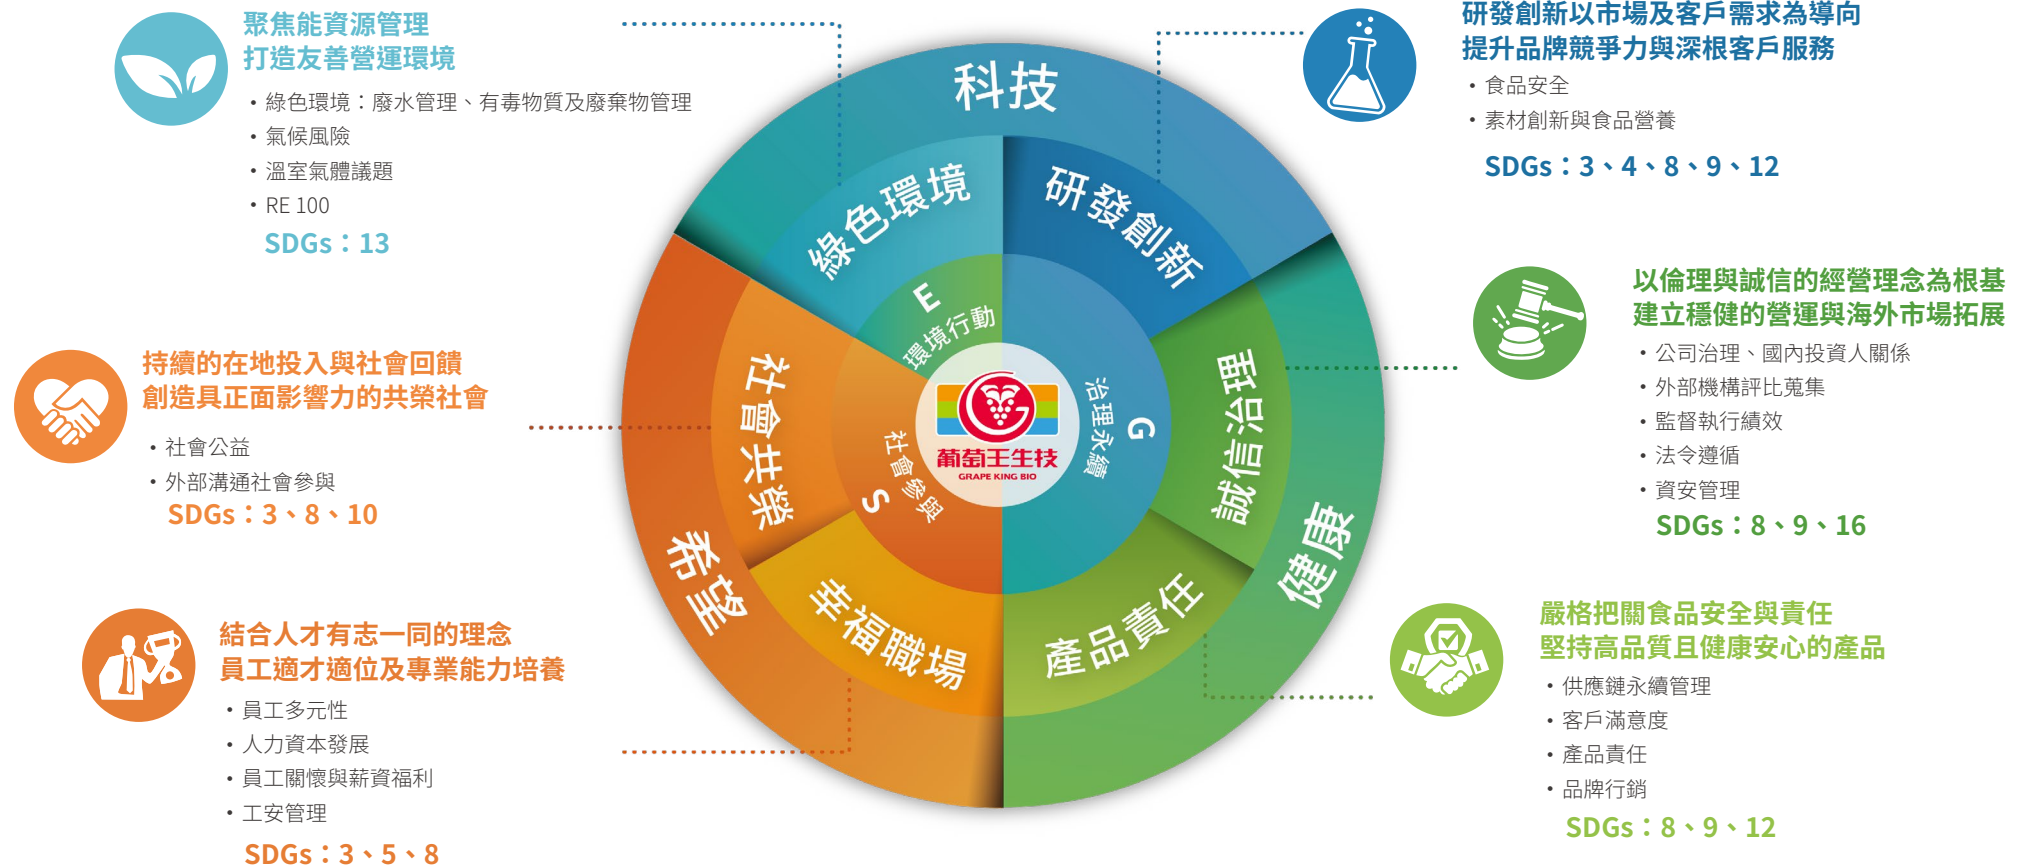 聚焦能資源管理
打造友善營運環境
•綠色環境：廢水管理、有毒物質及廢棄物管理
•氣候風險
•溫室氣體議題
•RE 100
SDGs：13
持續的在地投入與社會回饋
創造具正面影響力的共榮社會
•社會公益
•外部溝通社會參與
SDGs：3、8、10
結合人才有志一同的理念
員工適才適位及專業能力培養
•員工多元性
•人力資本發展
•員工關懷與薪資福利
•工安管理
SDGs：3、5、8
科技
綠色環境
研發創新
E
環境行動
社會共榮
社會參與
S
葡萄王生技
GRAPE KING BIO
治理永續
G
誠信治理
希望
健康
幸福職場
產品責任
研發創新以市場及客戶需求為導向
提升品牌競爭力與深根客戶服務
•食品安全
•素材創新與食品營養
SDGs：3、4、8、9、12
以倫理與誠信的經營理念為根基
建立穩健的營運與海外市場拓展
•公司治理、國內投資人關係
•外部機構評比蒐集
•監督執行績效
•法令遵循
•資安管理
SDGs：8、9、16
嚴格把關食品安全與責任
堅持高品質且健康安心的產品
•供應鏈永續管理
•客戶滿意度
•產品責任
•品牌行銷
SDGs：8、9、12